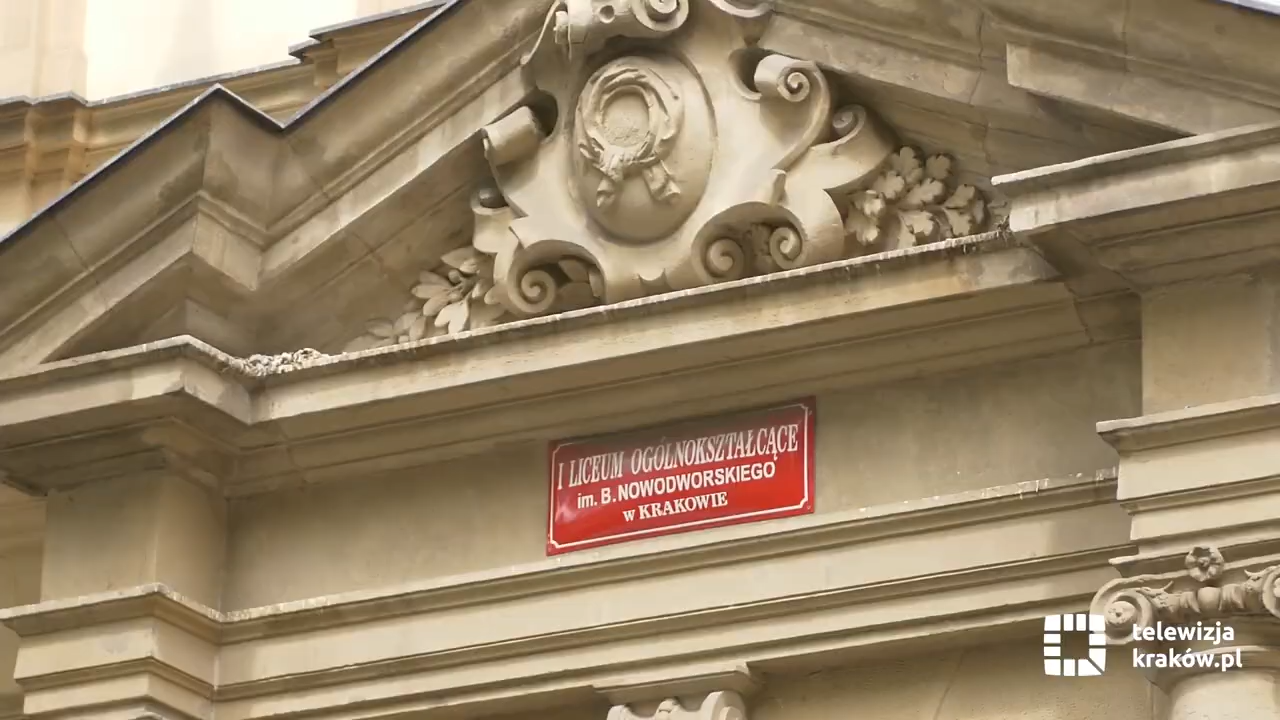 I LICEUM OGÓLNOKSZTAŁCĄCE
im. B. NOWODWORSKIEGO
w KRAKOWIE
telewizja
kraków.pl